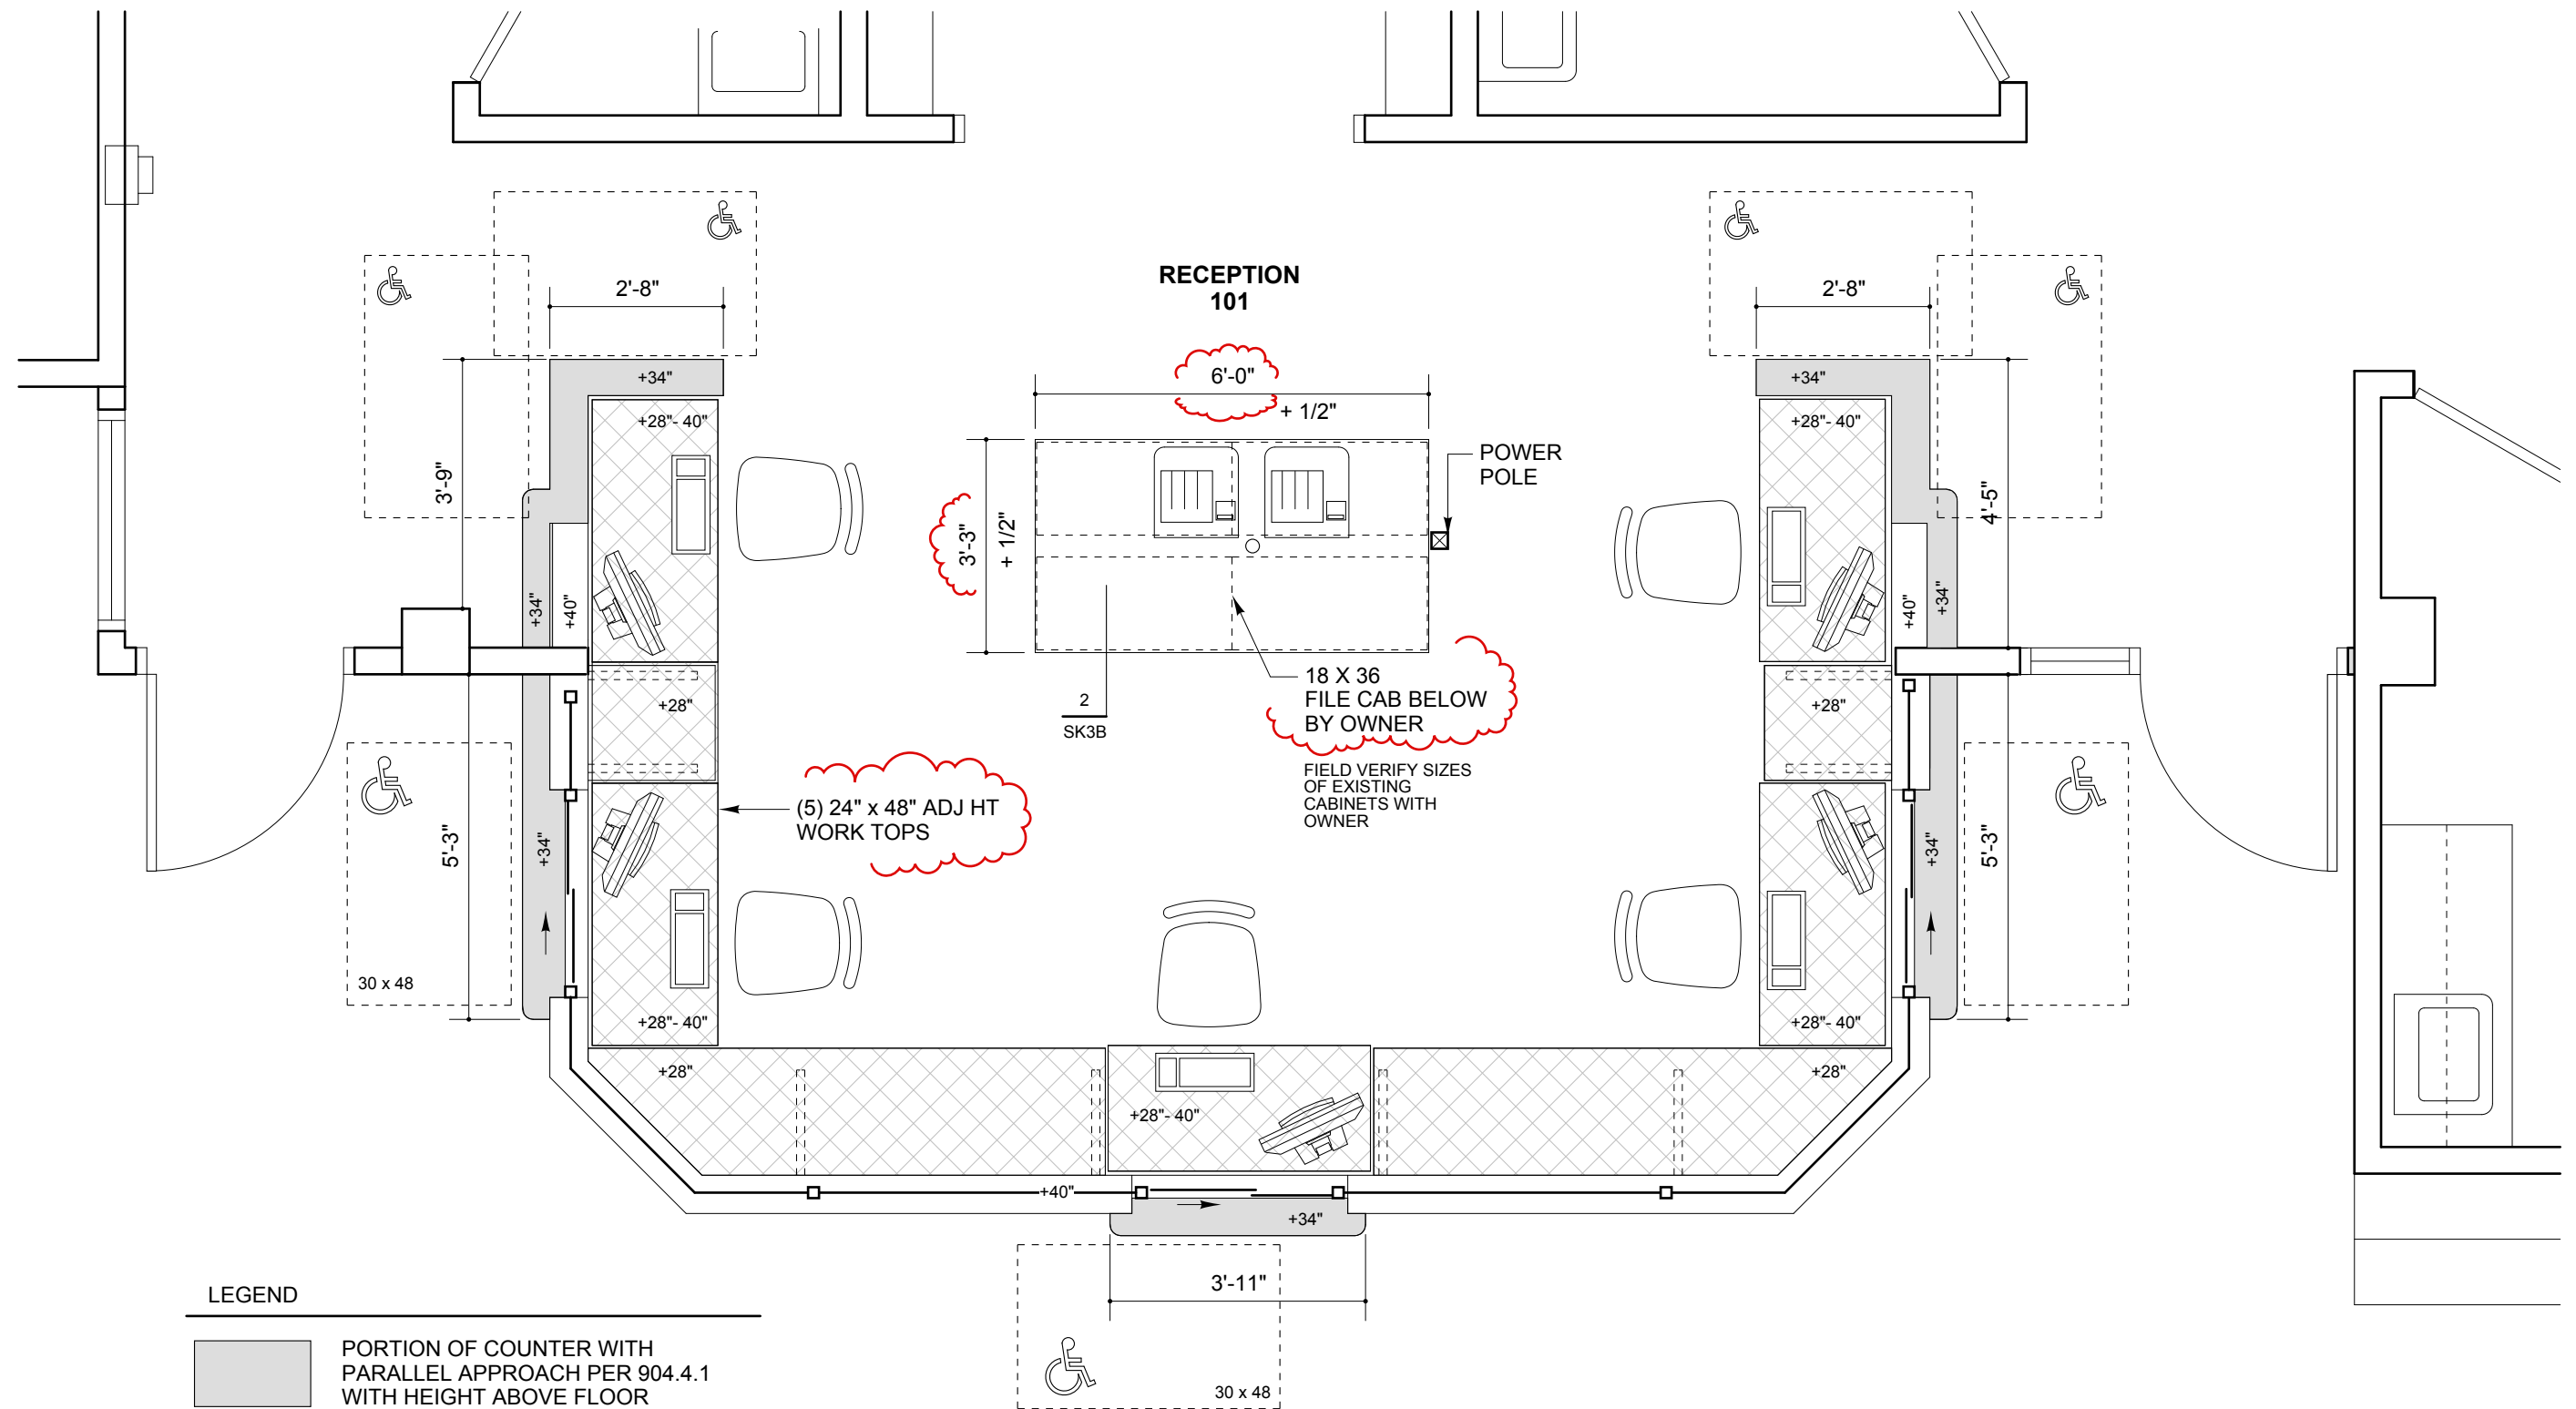 2'-8"
RECEPTION
101
2'-8"
+34"
6'-0"
+ 1/2"
+34"
+28"- 40"
+28"- 40"
3'-9"
3'-3"
+ 1/2"
POWER
POLE
4'-5"
+34"
+40"
+40"
+34"
18 X 36
FILE CAB BELOW
BY OWNER
2
SK3B
+28"
+28"
FIELD VERIFY SIZES
OF EXISTING
CABINETS WITH
OWNER
(5) 24" x 48" ADJ HT
WORK TOPS
5'-3"
+34"
+34"
5'-3"
30 x 48
+28"- 40"
+28"- 40"
+28"
+28"
+28"- 40"
+40"
+34"
3'-11"
30 x 48
LEGEND
PORTION OF COUNTER WITH
PARALLEL APPROACH PER 904.4.1
WITH HEIGHT ABOVE FLOOR